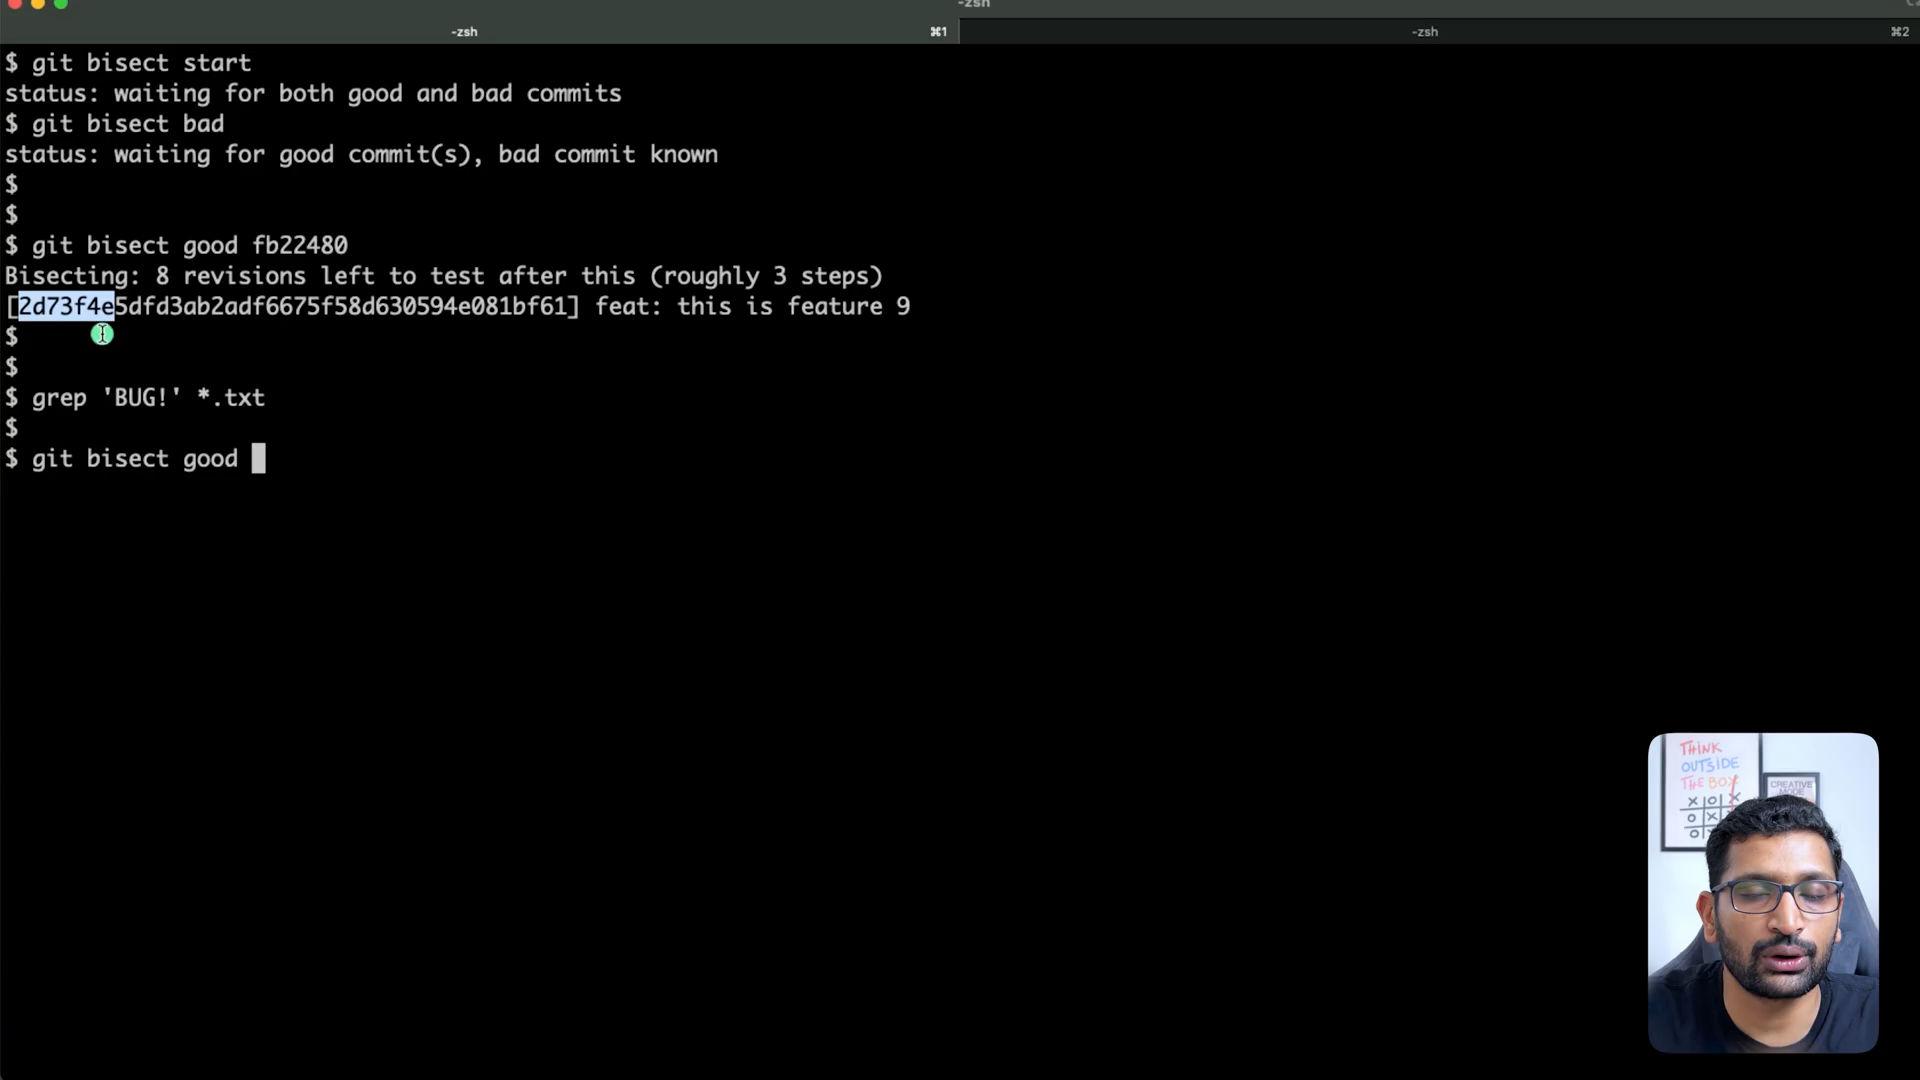 -zsh
-zsh ⌘1 -zsh ⌘2
$ git bisect start
status: waiting for both good and bad commits
$ git bisect bad
status: waiting for good commit(s), bad commit known
$
$
$ git bisect good fb22480
Bisecting: 8 revisions left to test after this (roughly 3 steps)
[2d73f4e5dfd3ab2adf6675f58d630594e081bf61] feat: this is feature 9
$
$
$ grep 'BUG!' *.txt
$
$ git bisect good
THINK
OUTSIDE
THE BOX
CREATIVE
MODE
X O X
O X
O